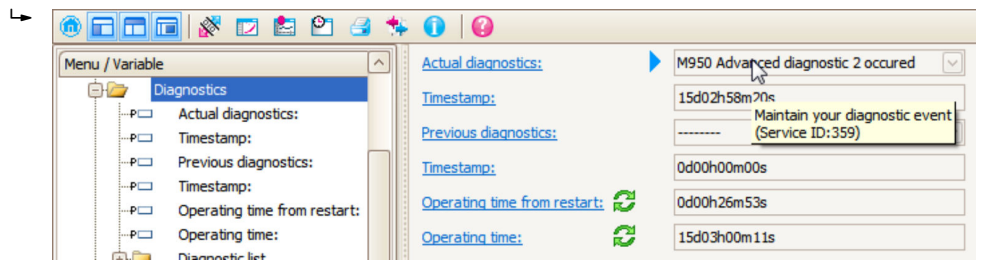 Menu / Variable
Diagnostics
Actual diagnostics:
Timestamp:
Previous diagnostics:
Timestamp:
Operating time from restart:
Operating time:
Diagnostic list
Actual diagnostics:
M950 Advanced diagnostic 2 occured
Timestamp:
15d02h58m20s
Maintain your diagnostic event
(Service ID:359)
Previous diagnostics:
--------
Timestamp:
0d00h00m00s
Operating time from restart:
0d00h26m53s
Operating time:
15d03h00m11s